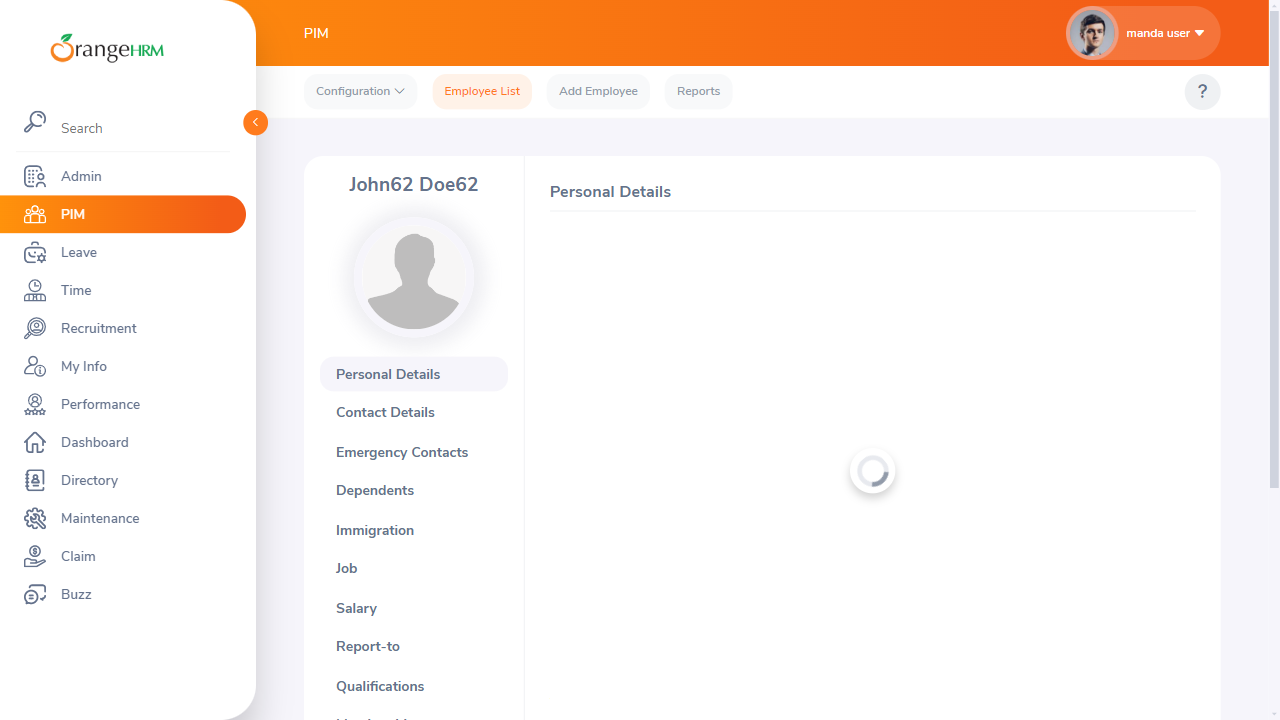 OrangeHRM
Search
Admin
PIM
Leave
Time
Recruitment
My Info
Performance
Dashboard
Directory
Maintenance
Claim
Buzz
PIM
manda user
Configuration
Employee List
Add Employee
Reports
?
John62 Doe62
Personal Details
Contact Details
Emergency Contacts
Dependents
Immigration
Job
Salary
Report-to
Qualifications
Personal Details